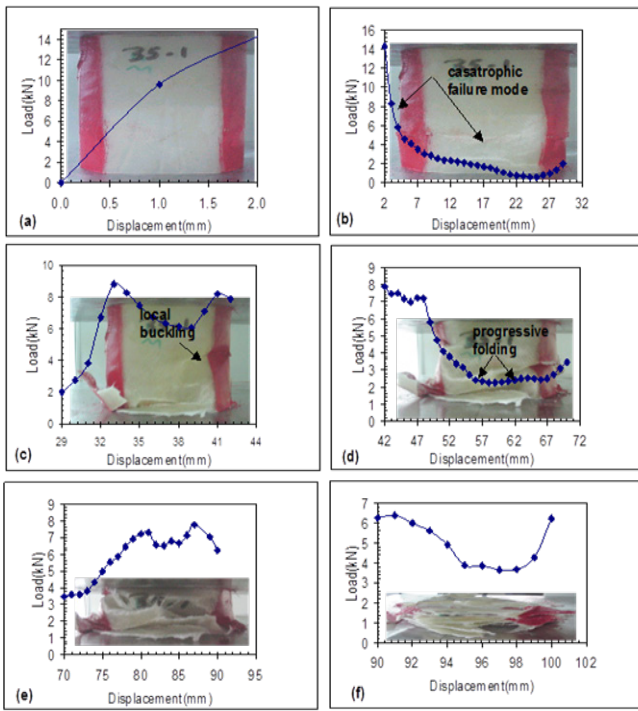 14
12
10
8
6
4
2
0
Load(kN)
35-1
(a)
0.0 0.5 1.0 1.5 2.0
Displacement(mm)
16
14
12
10
8
6
4
2
0
Load(kN)
casatrophic
failure mode
(b)
2 7 12 17 22 27 32
Displacement(mm)
10
8
6
4
2
0
Load(kN)
local
buckling
(c)
29 32 35 38 41 44
Displacement(mm)
9
8
7
6
5
4
3
2
1
0
Load(kN)
progressive
folding
(d)
42 47 52 57 62 67 72
Displacement(mm)
9
8
7
6
5
4
3
2
1
0
Load(kN)
(e)
70 75 80 85 90 95
Displacement(mm)
7
6
5
4
3
2
1
0
Load(kN)
(f)
90 92 94 96 98 100 102
Displacement(mm)